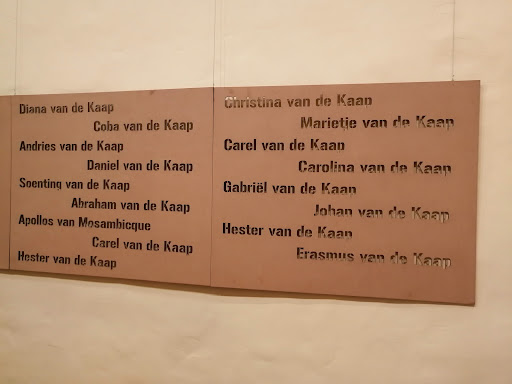 Diana van de Kaap
Coba van de Kaap
Andries van de Kaap
Daniel van de Kaap
Soenting van de Kaap
Abraham van de Kaap
Apollos van Mosambicque
Carel van de Kaap
Hester van de Kaap
Christina van de Kaap
Marietje van de Kaap
Carel van de Kaap
Carolina van de Kaap
Gabriël van de Kaap
Johan van de Kaap
Hester van de Kaap
Erasmus van de Kaap